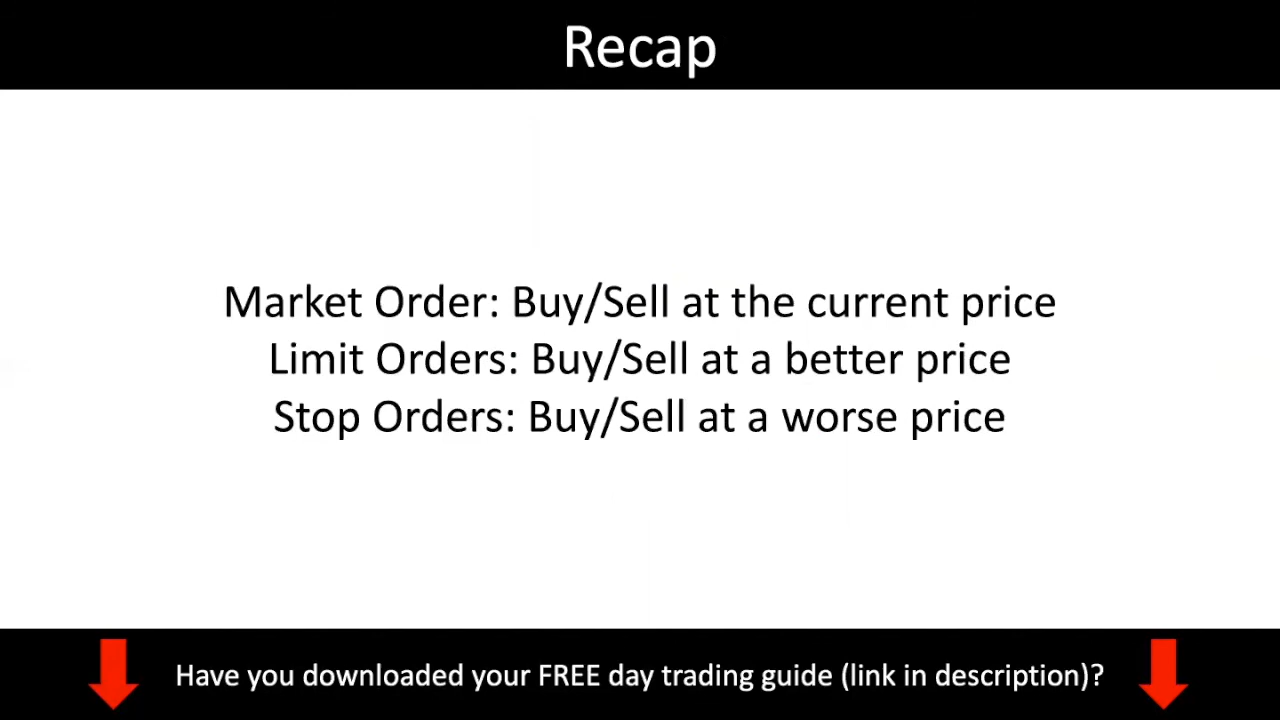 Recap
Market Order: Buy/Sell at the current price
Limit Orders: Buy/Sell at a better price
Stop Orders: Buy/Sell at a worse price
Have you downloaded your FREE day trading guide (link in description)?